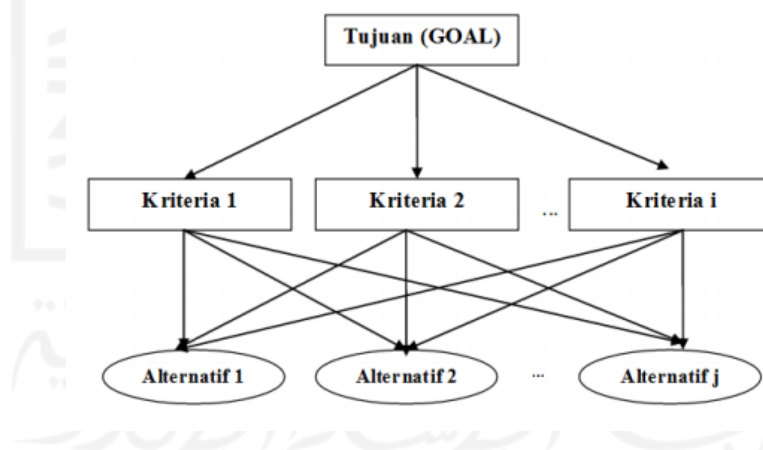 Tujuan (GOAL)
Kriteria 1
Kriteria 2
...
Kriteria i
Alternatif 1
Alternatif 2
...
Alternatif j